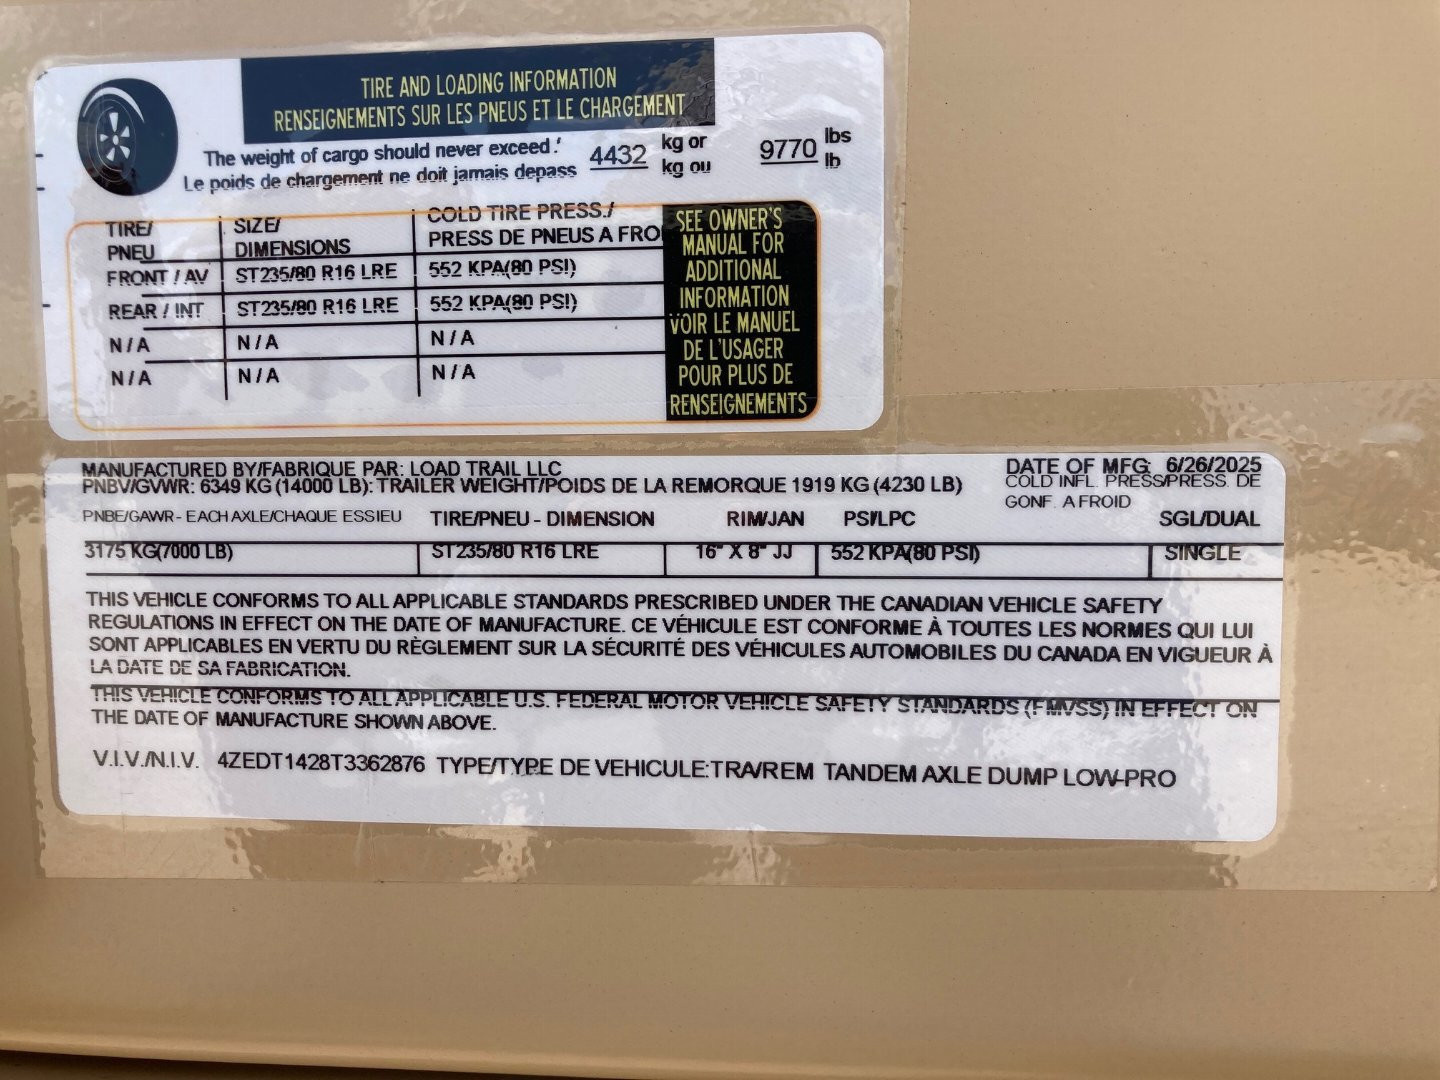 TIRE AND LOADING INFORMATION
RENSEIGNEMENTS SUR LES PNEUS ET LE CHARGEMENT
The weight of cargo should never exceed 4432 kg or 9770 lbs
Le poids de chargement ne doit jamais depass kg ou lb
TIRE/ SIZE/ COLD TIRE PRESS./
PNEU DIMENSIONS PRESS DE PNEUS A FRO
FRONT / AV ST235/80 R16 LRE 552 KPA(80 PSI)
REAR / INT ST235/80 R16 LRE 552 KPA(80 PSI)
N/A N/A N/A
N/A N/A N/A
SEE OWNER'S
MANUAL FOR
ADDITIONAL
INFORMATION
VOIR LE MANUEL
DE L'USAGER
POUR PLUS DE
RENSEIGNEMENTS
MANUFACTURED BY/FABRIQUE PAR: LOAD TRAIL LLC DATE OF MFG: 6/26/2025
PNBV/GVWR: 6349 KG (14000 LB): TRAILER WEIGHT/POIDS DE LA REMORQUE 1919 KG (4230 LB) COLD INFL. PRESS/PRESS. DE
GONF. A FROID
PNBE/GAWR - EACH AXLE/CHAQUE ESSIEU TIRE/PNEU - DIMENSION RIM/JAN PSI/LPC SGL/DUAL
3175 KG(7000 LB) ST235/80 R16 LRE 16" X 8" JJ 552 KPA(80 PSI) SINGLE
THIS VEHICLE CONFORMS TO ALL APPLICABLE STANDARDS PRESCRIBED UNDER THE CANADIAN VEHICLE SAFETY
REGULATIONS IN EFFECT ON THE DATE OF MANUFACTURE. CE VÉHICULE EST CONFORME À TOUTES LES NORMES QUI LUI
SONT APPLICABLES EN VERTU DU RÈGLEMENT SUR LA SÉCURITÉ DES VÉHICULES AUTOMOBILES DU CANADA EN VIGUEUR À
LA DATE DE SA FABRICATION.
THIS VEHICLE CONFORMS TO ALL APPLICABLE U.S. FEDERAL MOTOR VEHICLE SAFETY STANDARDS (FMVSS) IN EFFECT ON
THE DATE OF MANUFACTURE SHOWN ABOVE.
V.I.V./N.I.V. 4ZEDT1428T3362876 TYPE/TYPE DE VEHICULE:TRA/REM TANDEM AXLE DUMP LOW-PRO